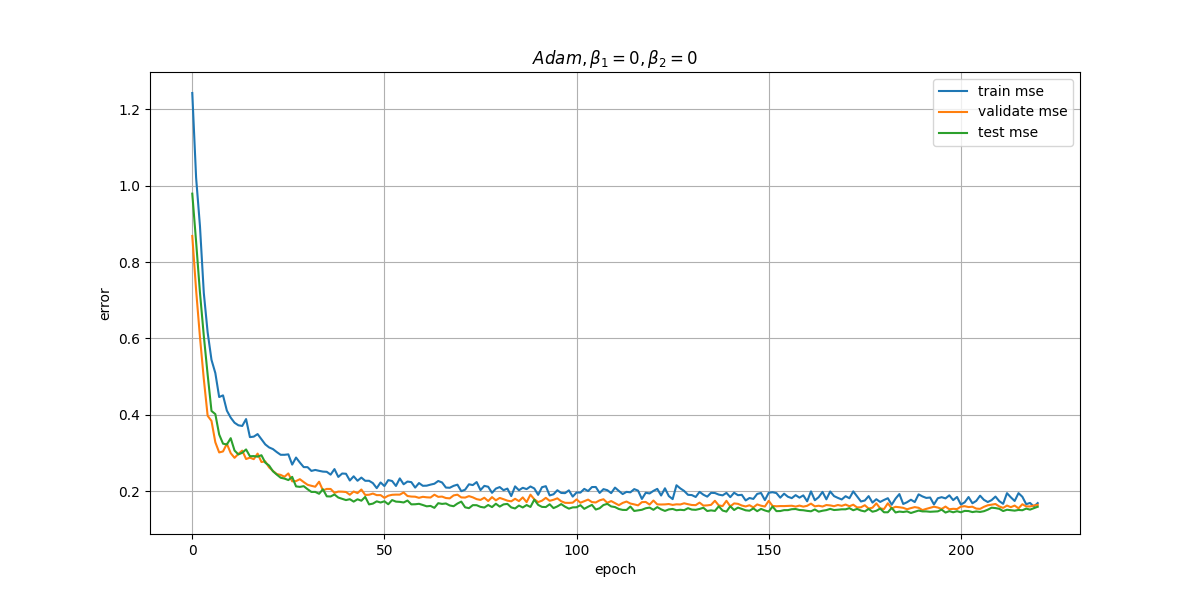 Adam, β₁ = 0, β₂ = 0
train mse
validate mse
test mse
error
1.2
1.0
0.8
0.6
0.4
0.2
0 50 100 150 200
epoch